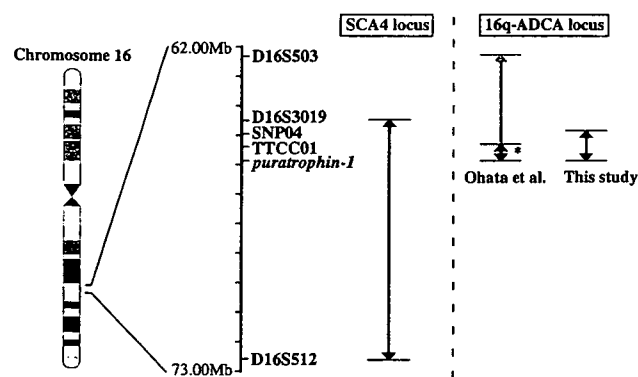 SCA4 locus
16q-ADCA locus
Chromosome 16
62.00Mb
D16S503
D16S3019
SNP04
TTCC01
puratrophin-1
*
Ohata et al.
This study
D16S512
73.00Mb